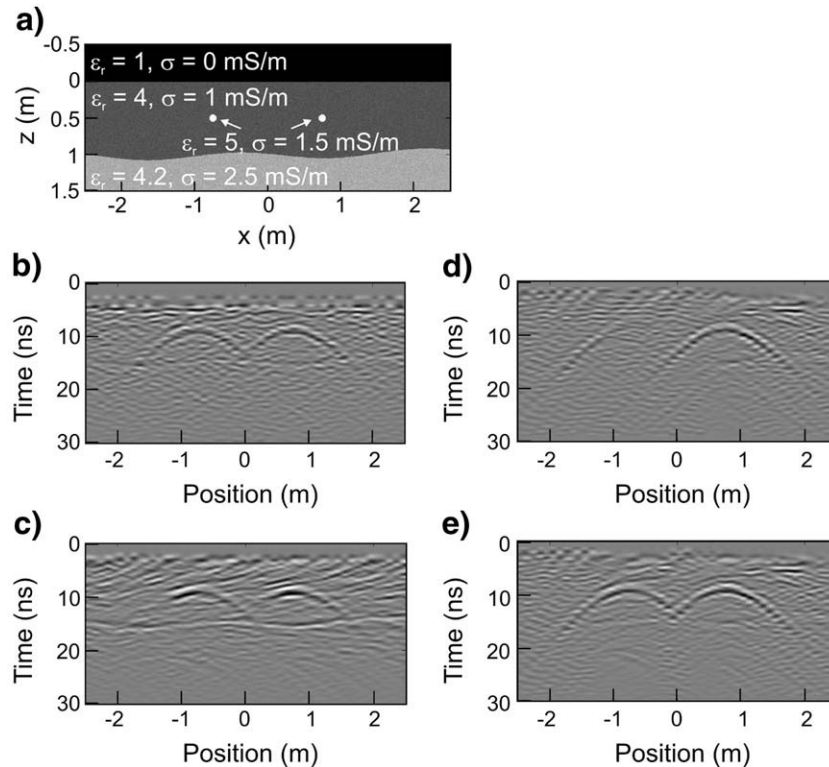 a)
-0.5
0
0.5
1
1.5
z (m)
εr = 1, σ = 0 mS/m
εr = 4, σ = 1 mS/m
εr = 5, σ = 1.5 mS/m
εr = 4.2, σ = 2.5 mS/m
-2 -1 0 1 2
x (m)
b)
0
10
20
30
Time (ns)
-2 -1 0 1 2
Position (m)
d)
0
10
20
30
Time (ns)
-2 -1 0 1 2
Position (m)
c)
0
10
20
30
Time (ns)
-2 -1 0 1 2
Position (m)
e)
0
10
20
30
Time (ns)
-2 -1 0 1 2
Position (m)